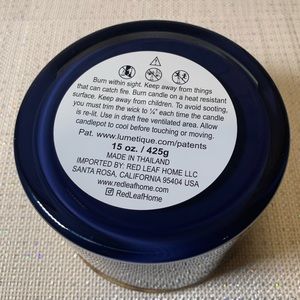 Burn within sight. Keep away from things
that can catch fire. Burn candle on a heat resistant
surface. Keep away from children. To avoid sooting,
you must trim the wick to ¼" each time the candle
is re-lit. Use in draft free ventilated area. Allow
candlepot to cool before touching or moving.
Pat. www.lumetique.com/patents
15 oz. / 425g
MADE IN THAILAND
IMPORTED BY: RED LEAF HOME LLC
SANTA ROSA, CALIFORNIA 95404 USA
www.redleafhome.com
RedLeafHome